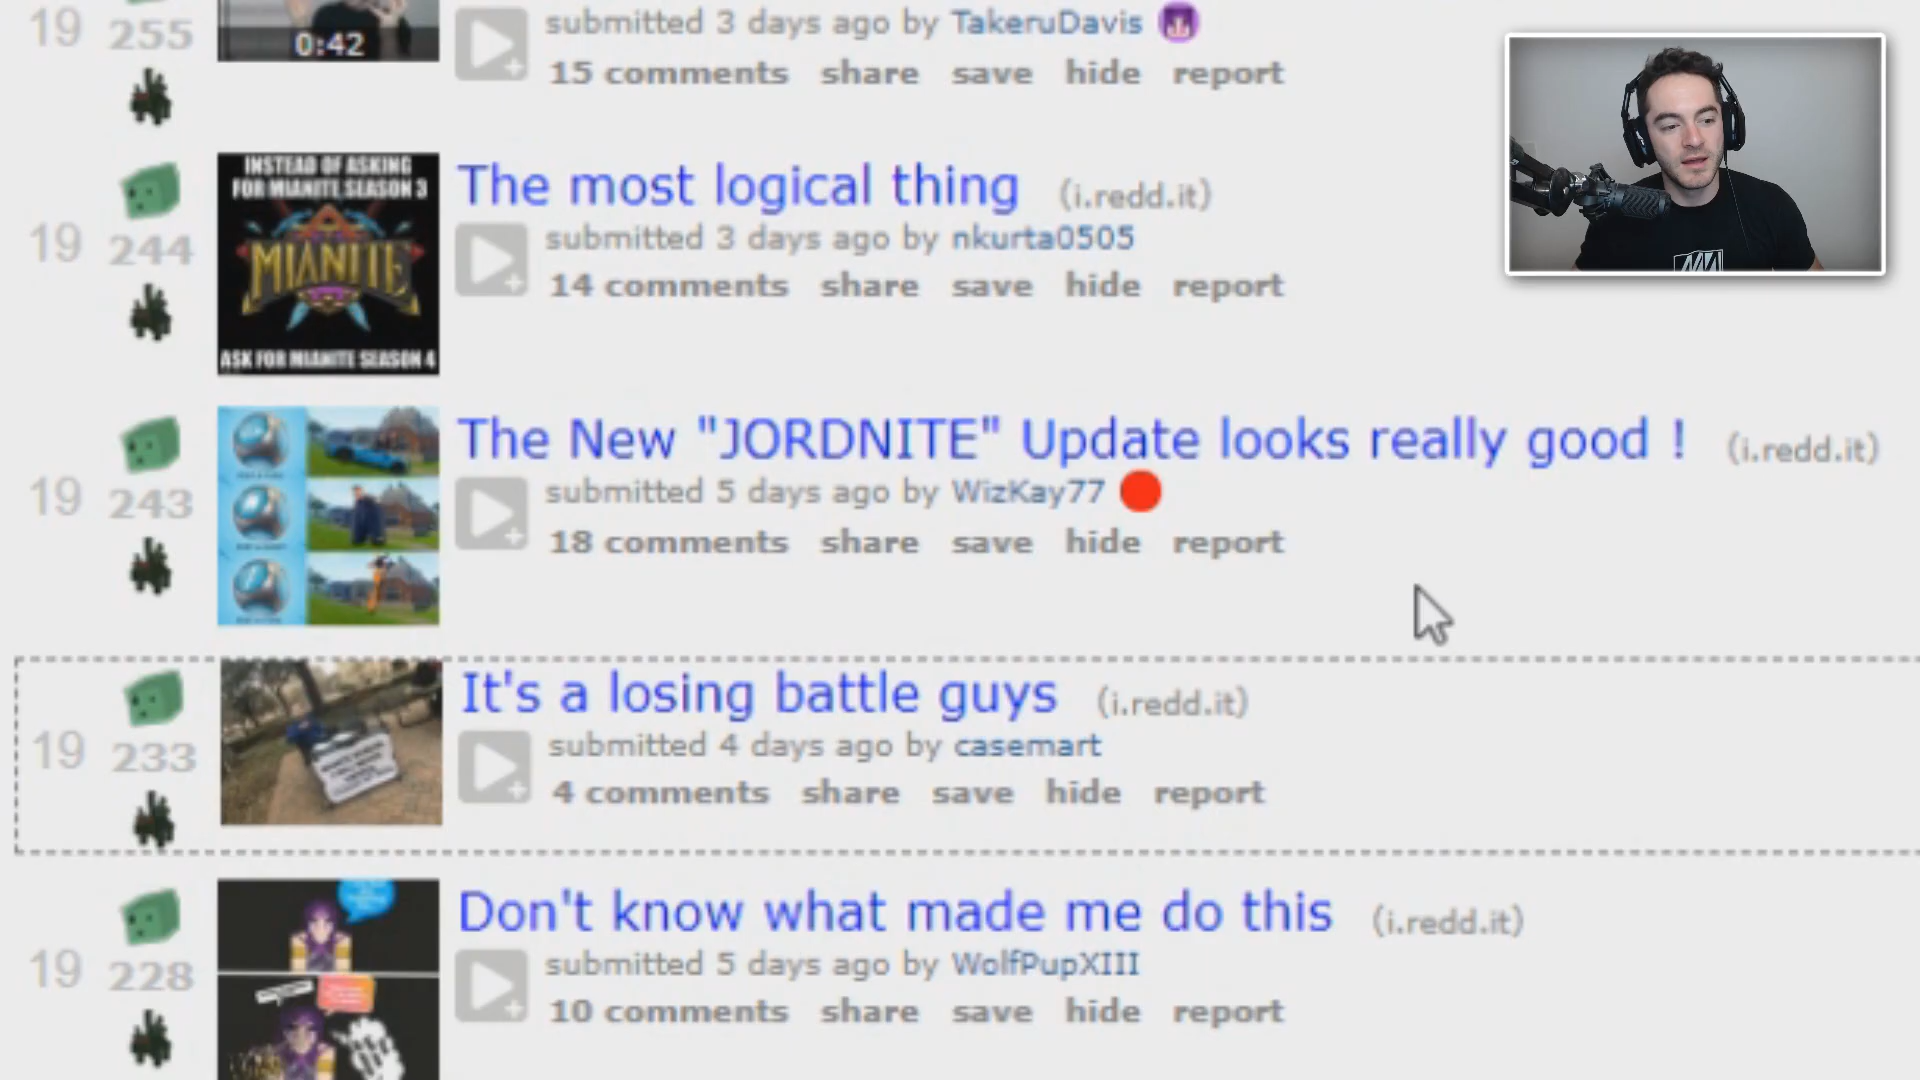 19 255
0:42
submitted 3 days ago by TakeruDavis
15 comments share save hide report
INSTEAD OF ASKING
FOR MIANITE SEASON 3
MIANITE
ASK FOR MIANITE SEASON 4
The most logical thing (i.redd.it)
19 244
submitted 3 days ago by nkurta0505
14 comments share save hide report
The New "JORDNITE" Update looks really good ! (i.redd.it)
19 243
submitted 5 days ago by WizKay77
18 comments share save hide report
It's a losing battle guys (i.redd.it)
19 233
submitted 4 days ago by casemart
4 comments share save hide report
Don't know what made me do this (i.redd.it)
19 228
submitted 5 days ago by WolfPupXIII
10 comments share save hide report